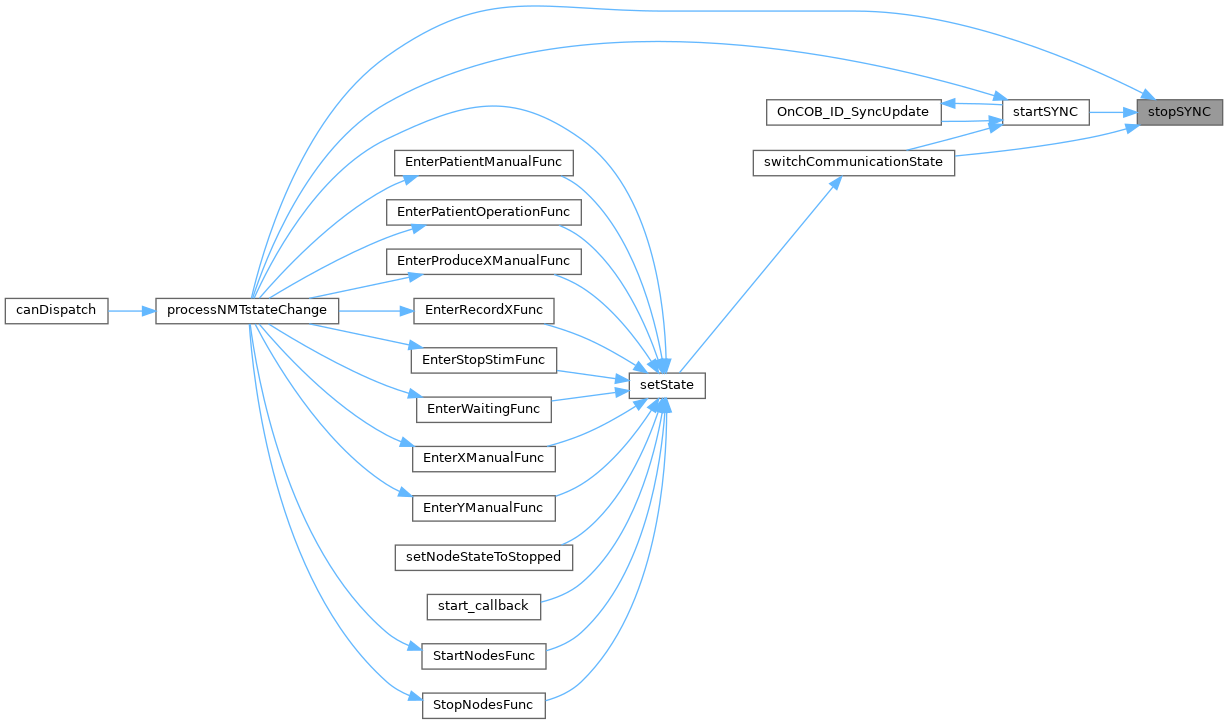 OnCOB_ID_SyncUpdate
startSYNC
stopSYNC
EnterPatientManualFunc
switchCommunicationState
EnterPatientOperationFunc
EnterProduceXManualFunc
canDispatch
processNMTstateChange
EnterRecordXFunc
EnterStopStimFunc
setState
EnterWaitingFunc
EnterXManualFunc
EnterYManualFunc
setNodeStateToStopped
start_callback
StartNodesFunc
StopNodesFunc